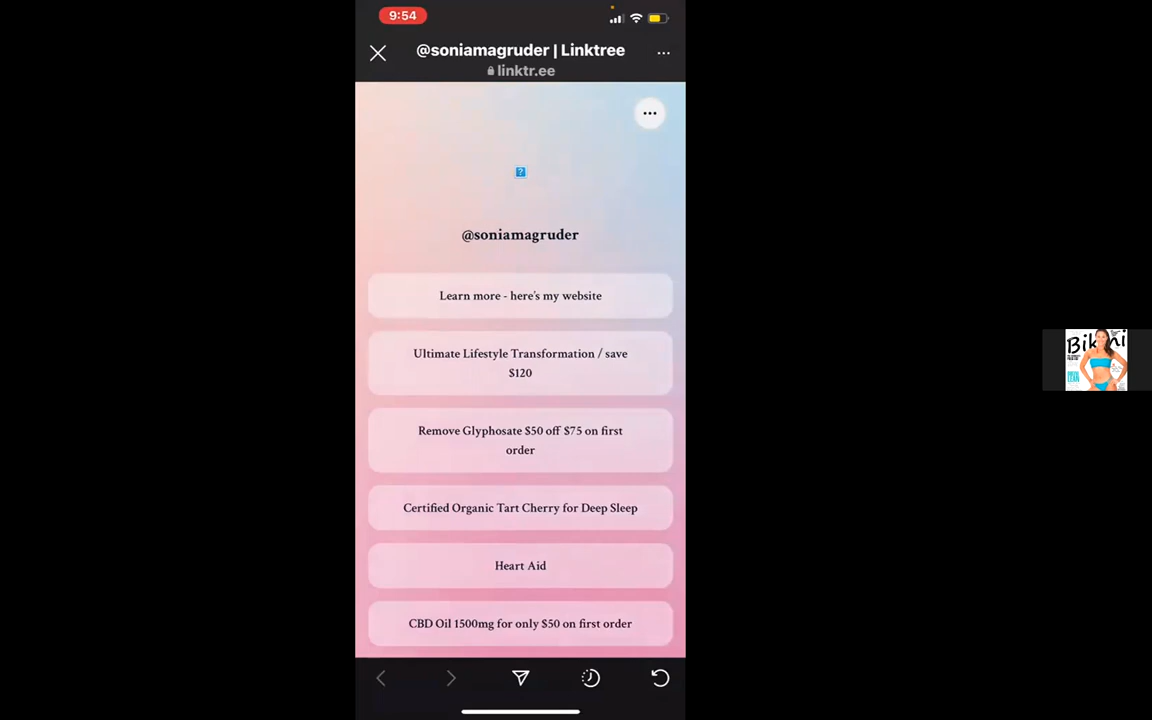 9:54
@soniamagruder | Linktree
linktr.ee
@soniamagruder
Learn more - here's my website
Ultimate Lifestyle Transformation / save
$120
Remove Glyphosate $50 off $75 on first
order
Certified Organic Tart Cherry for Deep Sleep
Heart Aid
CBD Oil 1500mg for only $50 on first order
Bikini